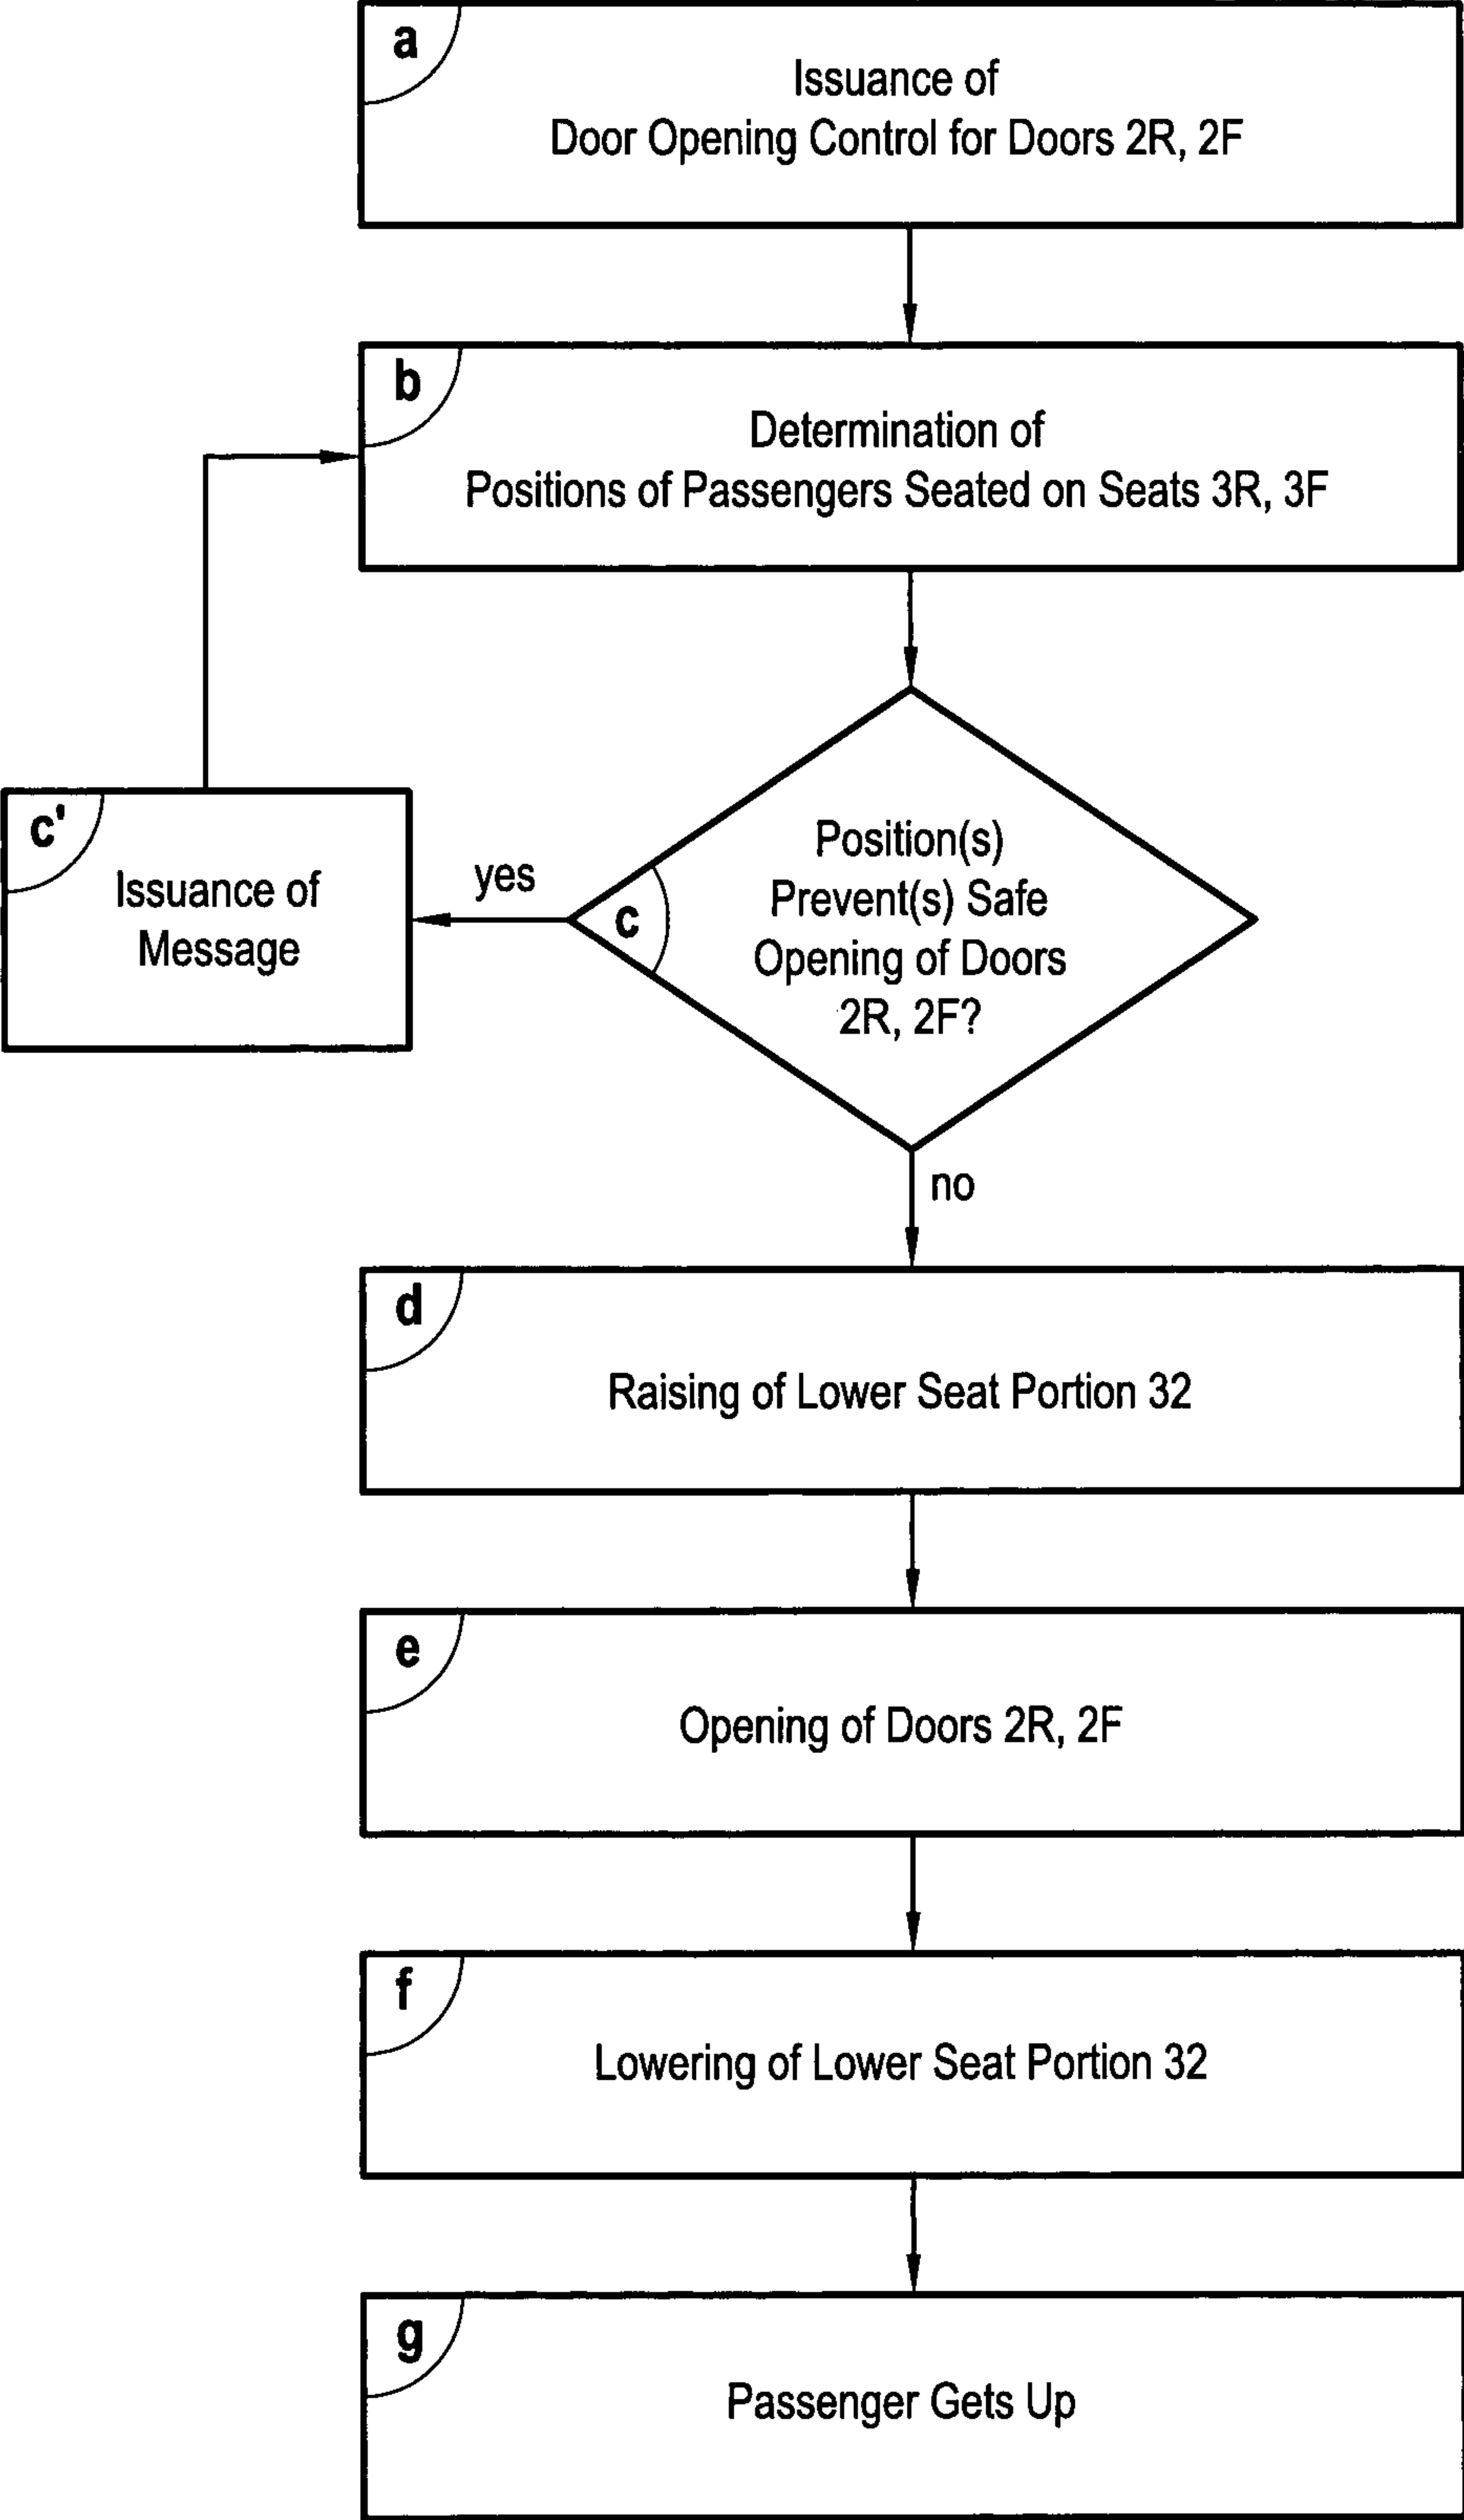 a
Issuance of
Door Opening Control for Doors 2R, 2F
b
Determination of
Positions of Passengers Seated on Seats 3R, 3F
c'
Issuance of
Message
yes
c
Position(s)
Prevent(s) Safe
Opening of Doors
2R, 2F?
no
d
Raising of Lower Seat Portion 32
e
Opening of Doors 2R, 2F
f
Lowering of Lower Seat Portion 32
g
Passenger Gets Up